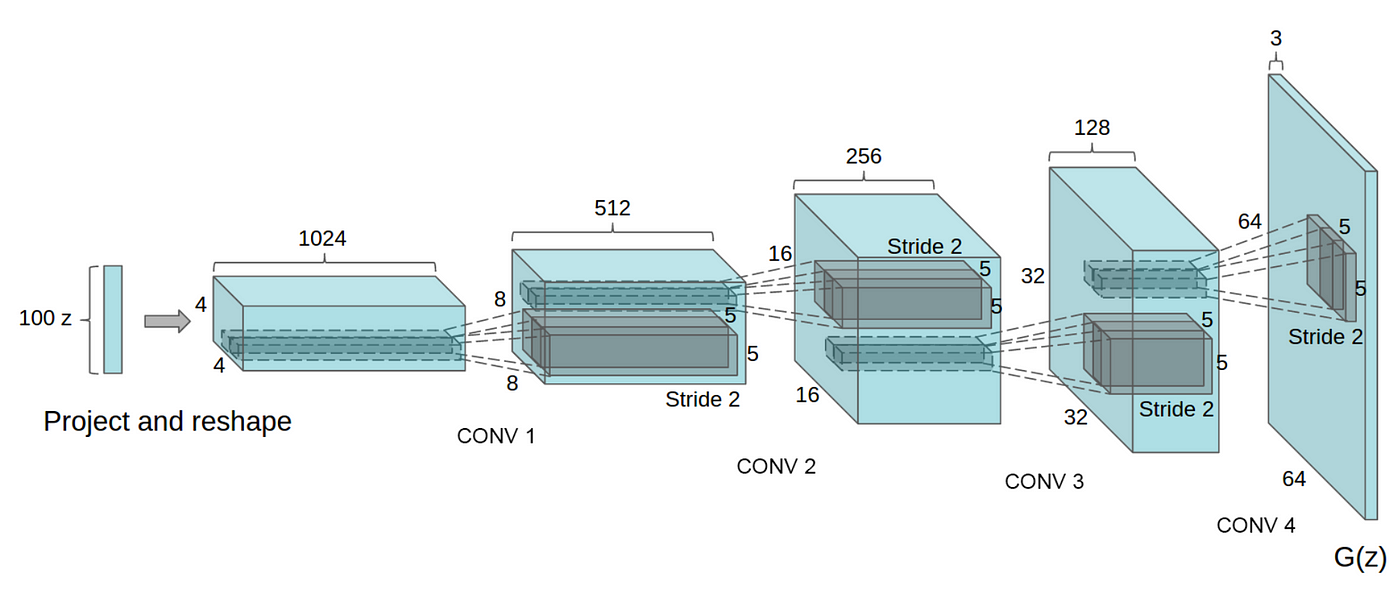 100 z
Project and reshape
1024
4
4
512
8
8
5
5
Stride 2
CONV 1
256
16
16
Stride 2
5
5
CONV 2
128
32
32
5
5
Stride 2
CONV 3
3
64
64
5
5
Stride 2
CONV 4
G(z)